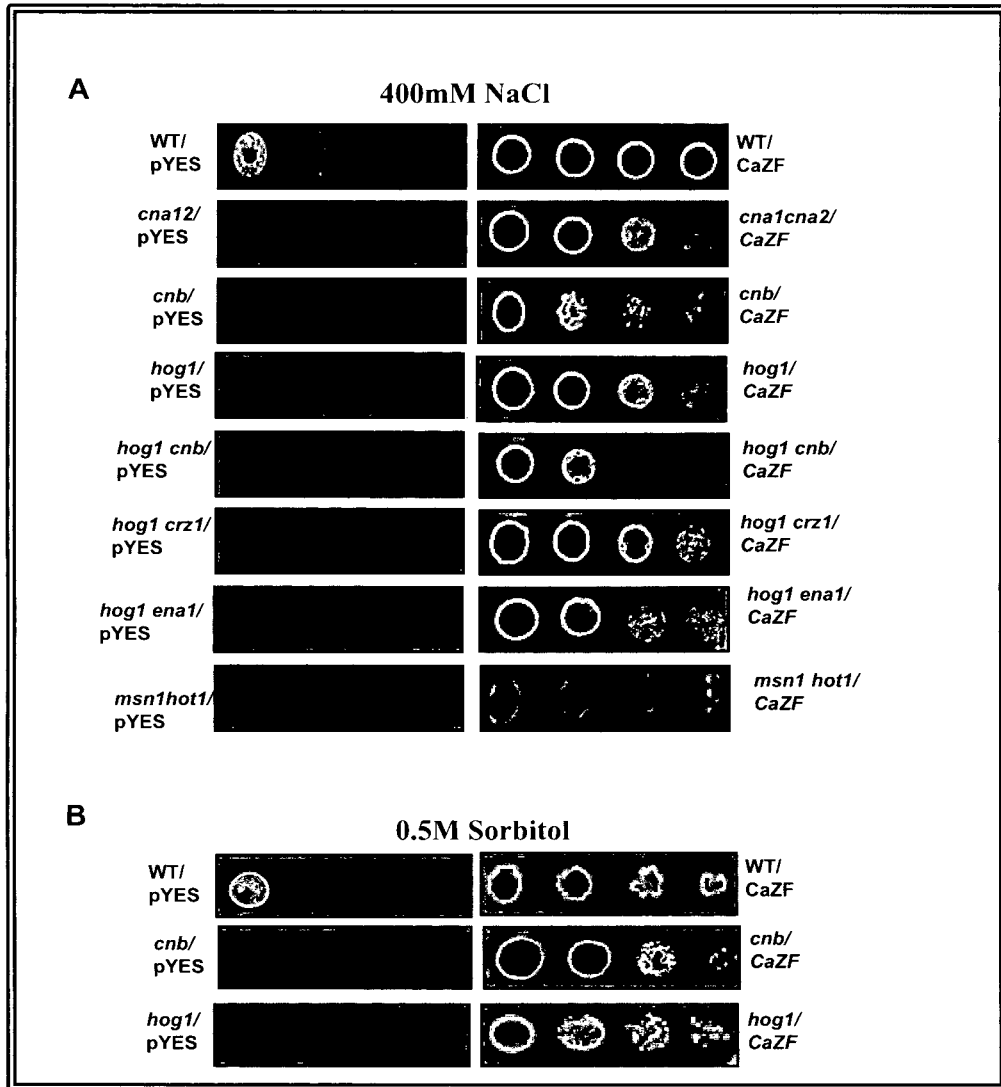 A
400mM NaCl
WT/
pYES
WT/
CaZF
cna12/
pYES
cna1cna2/
CaZF
cnb/
pYES
cnb/
CaZF
hog1/
pYES
hog1/
CaZF
hog1 cnb/
pYES
hog1 cnb/
CaZF
hog1 crz1/
pYES
hog1 crz1/
CaZF
hog1 ena1/
pYES
hog1 ena1/
CaZF
msn1hot1/
pYES
msn1 hot1/
CaZF
B
0.5M Sorbitol
WT/
pYES
WT/
CaZF
cnb/
pYES
cnb/
CaZF
hog1/
pYES
hog1/
CaZF